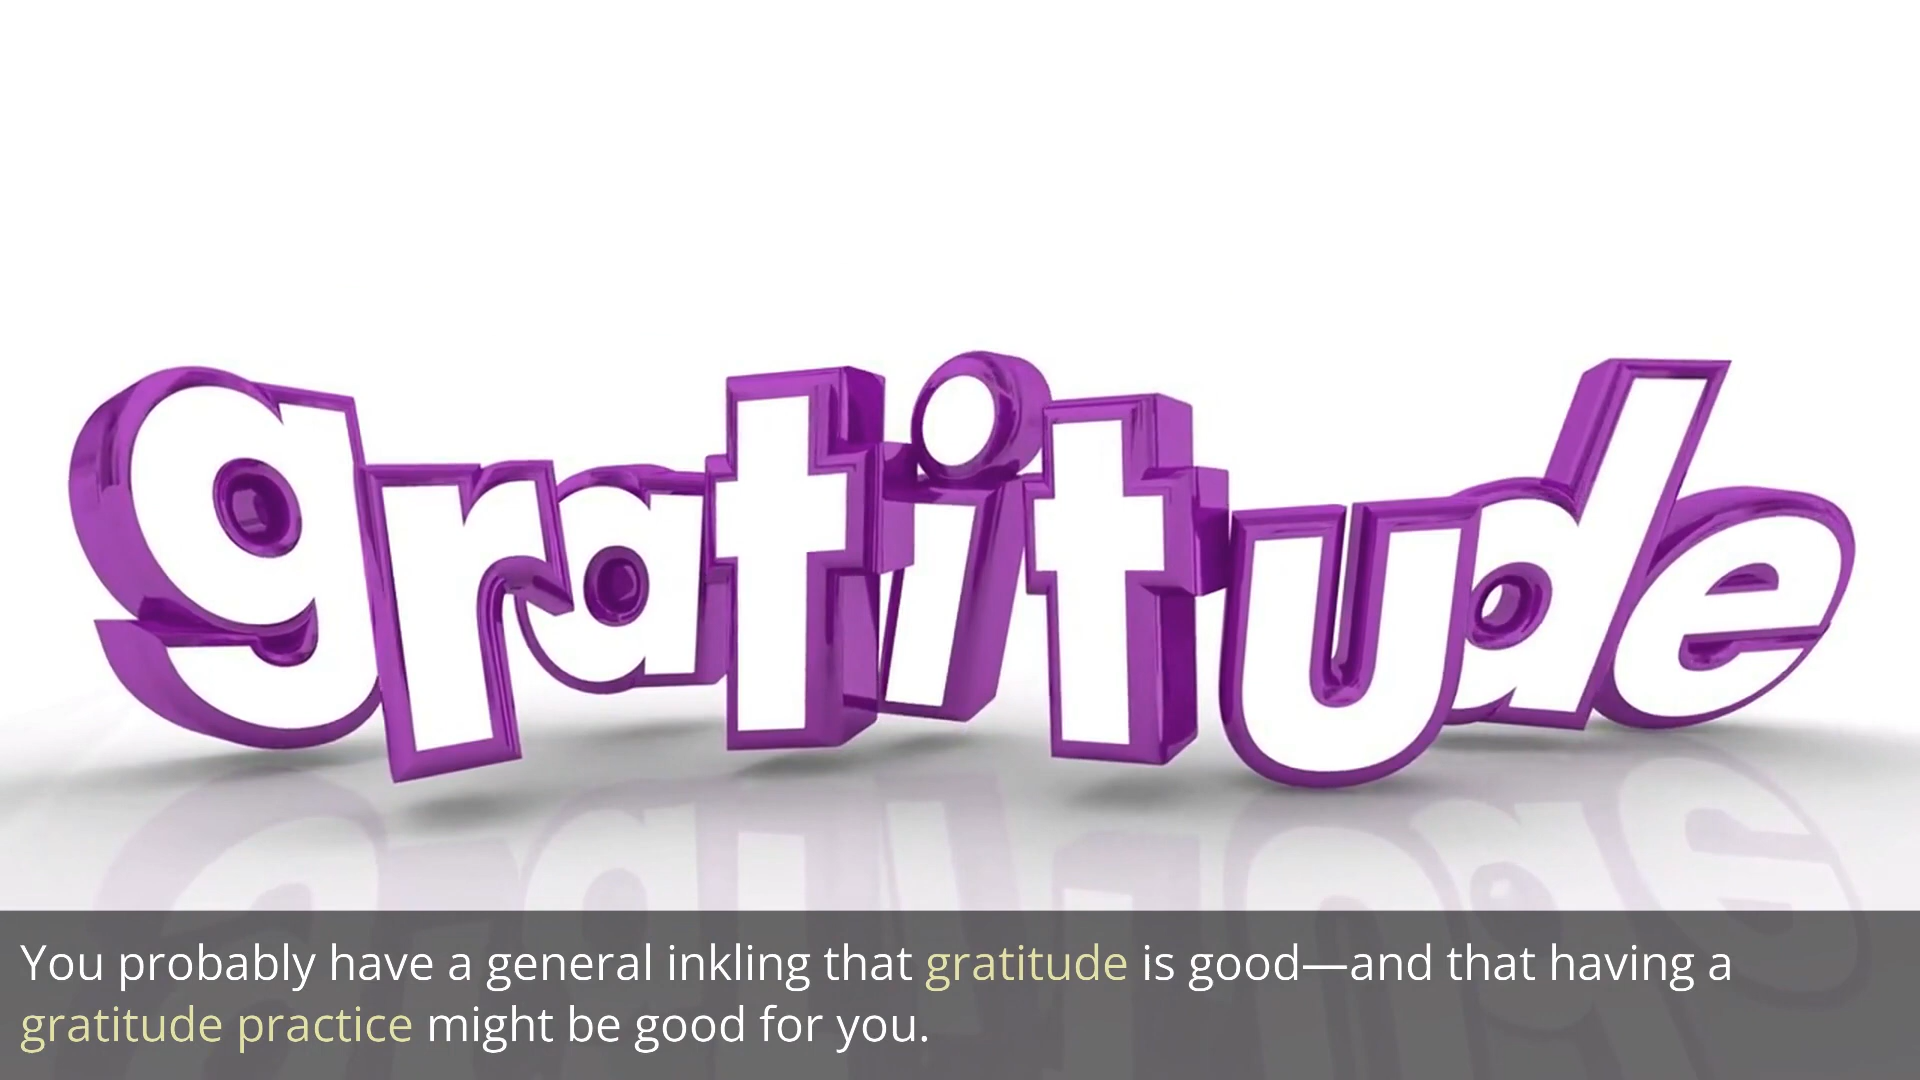 gratitude
You probably have a general inkling that gratitude is good—and that having a
gratitude practice might be good for you.